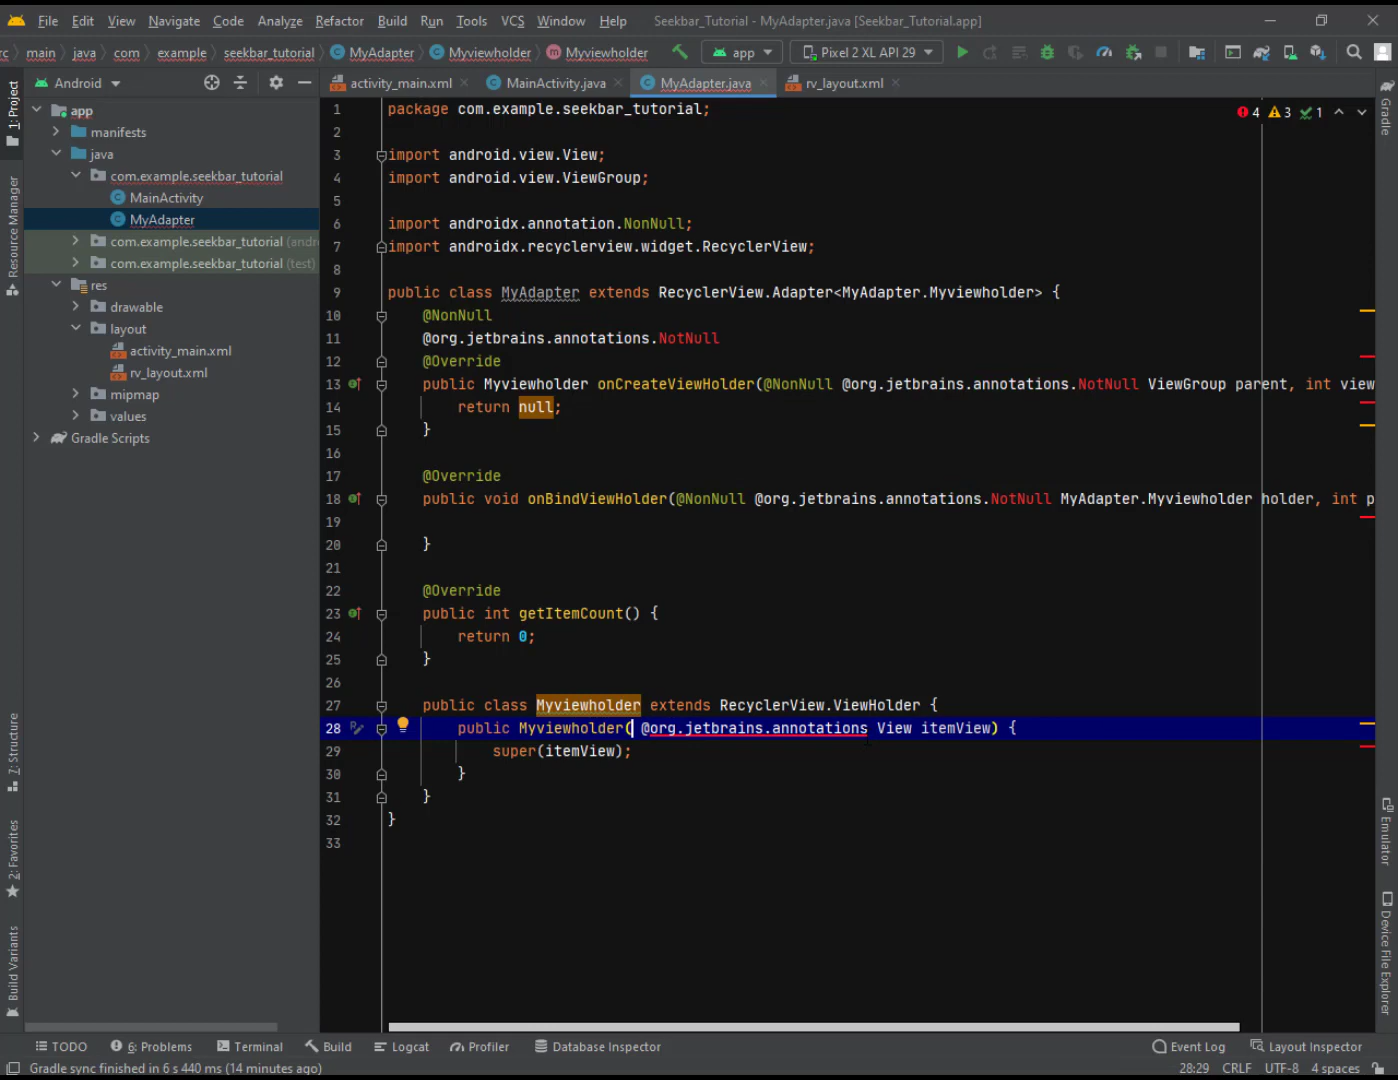 File Edit View Navigate Code Analyze Refactor Build Run Tools VCS Window Help Seekbar_Tutorial - MyAdapter.java [Seekbar_Tutorial.app]
rc main java com example seekbar_tutorial MyAdapter Myviewholder Myviewholder app Pixel 2 XL API 29
Android activity_main.xml MainActivity.java MyAdapter.java rv_layout.xml
1: Project
Resource Manager
7: Structure
2: Favorites
Build Variants
app
manifests
java
com.example.seekbar_tutorial
MainActivity
MyAdapter
com.example.seekbar_tutorial (andr
com.example.seekbar_tutorial (test)
res
drawable
layout
activity_main.xml
rv_layout.xml
mipmap
values
Gradle Scripts
4 3 1
1 package com.example.seekbar_tutorial;
2
3 import android.view.View;
4 import android.view.ViewGroup;
5
6 import androidx.annotation.NonNull;
7 import androidx.recyclerview.widget.RecyclerView;
8
9 public class MyAdapter extends RecyclerView.Adapter<MyAdapter.Myviewholder> {
10 @NonNull
11 @org.jetbrains.annotations.NotNull
12 @Override
13 public Myviewholder onCreateViewHolder(@NonNull @org.jetbrains.annotations.NotNull ViewGroup parent, int view
14 return null;
15 }
16
17 @Override
18 public void onBindViewHolder(@NonNull @org.jetbrains.annotations.NotNull MyAdapter.Myviewholder holder, int p
19
20 }
21
22 @Override
23 public int getItemCount() {
24 return 0;
25 }
26
27 public class Myviewholder extends RecyclerView.ViewHolder {
28 public Myviewholder( @org.jetbrains.annotations View itemView) {
29 super(itemView);
30 }
31 }
32 }
33
Gradle
Emulator
Device File Explorer
TODO 6: Problems Terminal Build Logcat Profiler Database Inspector Event Log Layout Inspector
Gradle sync finished in 6 s 440 ms (14 minutes ago) 28:29 CRLF UTF-8 4 spaces